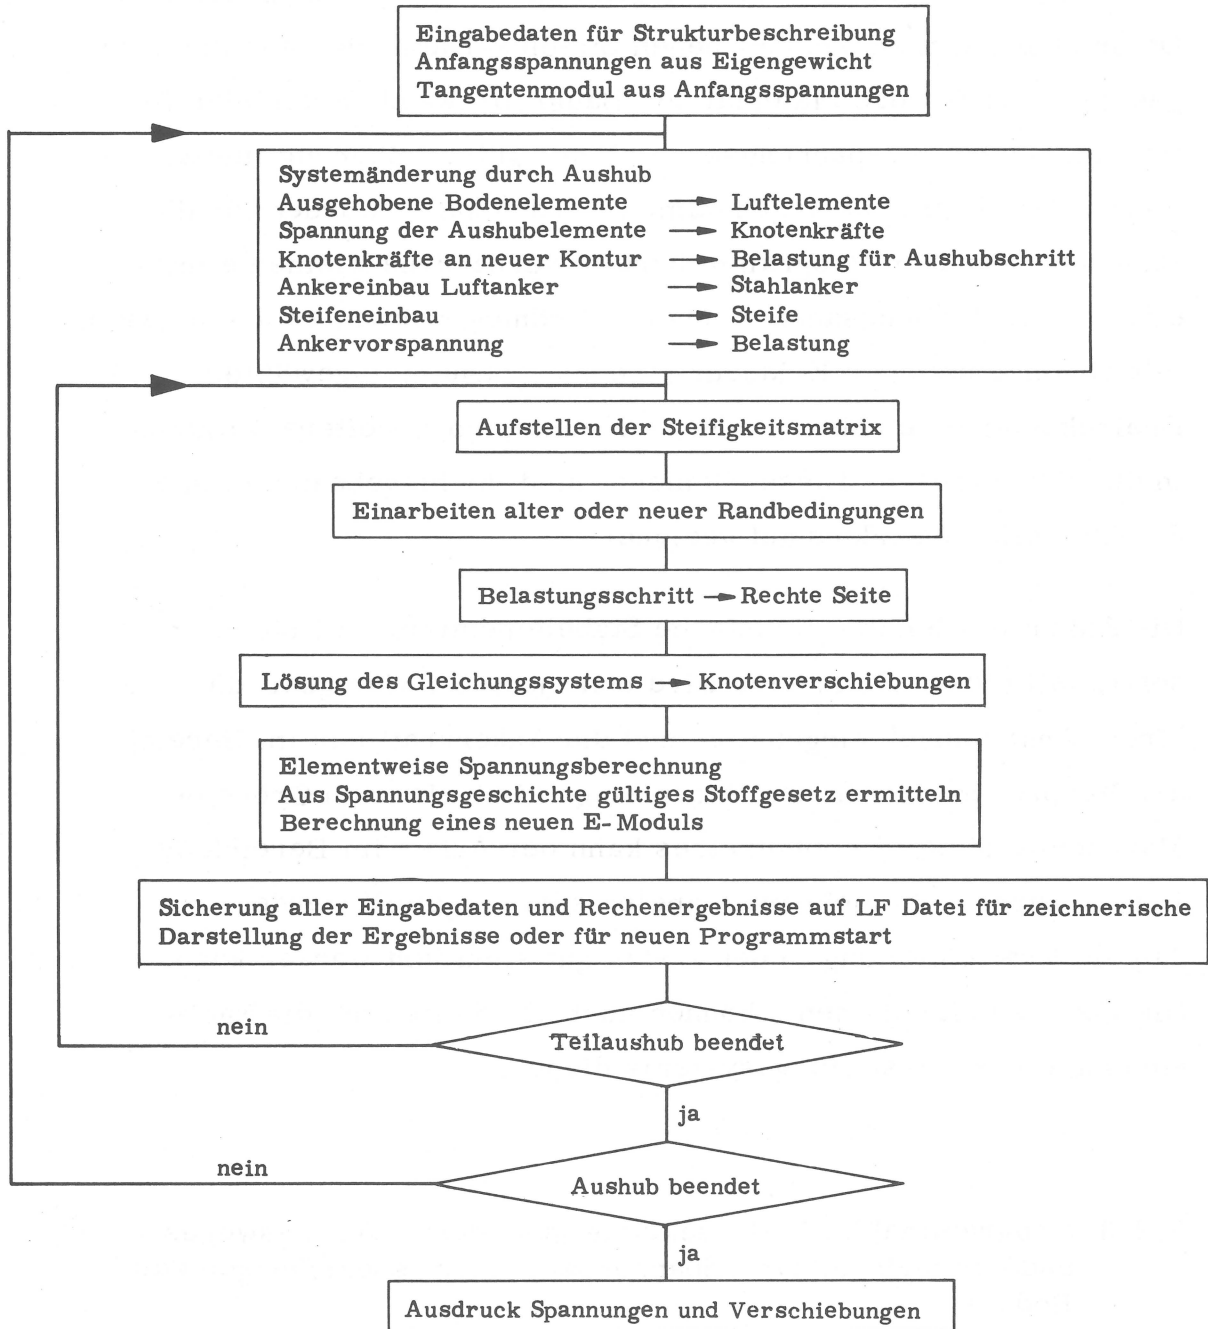 Eingabedaten für Strukturbeschreibung
Anfangsspannungen aus Eigengewicht
Tangentenmodul aus Anfangsspannungen
Systemänderung durch Aushub
Ausgehobene Bodenelemente → Luftelemente
Spannung der Aushubelemente → Knotenkräfte
Knotenkräfte an neuer Kontur → Belastung für Aushubschritt
Ankereinbau Luftanker → Stahlanker
Steifeneinbau → Steife
Ankervorspannung → Belastung
Aufstellen der Steifigkeitsmatrix
Einarbeiten alter oder neuer Randbedingungen
Belastungsschritt → Rechte Seite
Lösung des Gleichungssystems → Knotenverschiebungen
Elementweise Spannungsberechnung
Aus Spannungsgeschichte gültiges Stoffgesetz ermitteln
Berechnung eines neuen E-Moduls
Sicherung aller Eingabedaten und Rechenergebnisse auf LF Datei für zeichnerische
Darstellung der Ergebnisse oder für neuen Programmstart
nein
Teilaushub beendet
ja
nein
Aushub beendet
ja
Ausdruck Spannungen und Verschiebungen